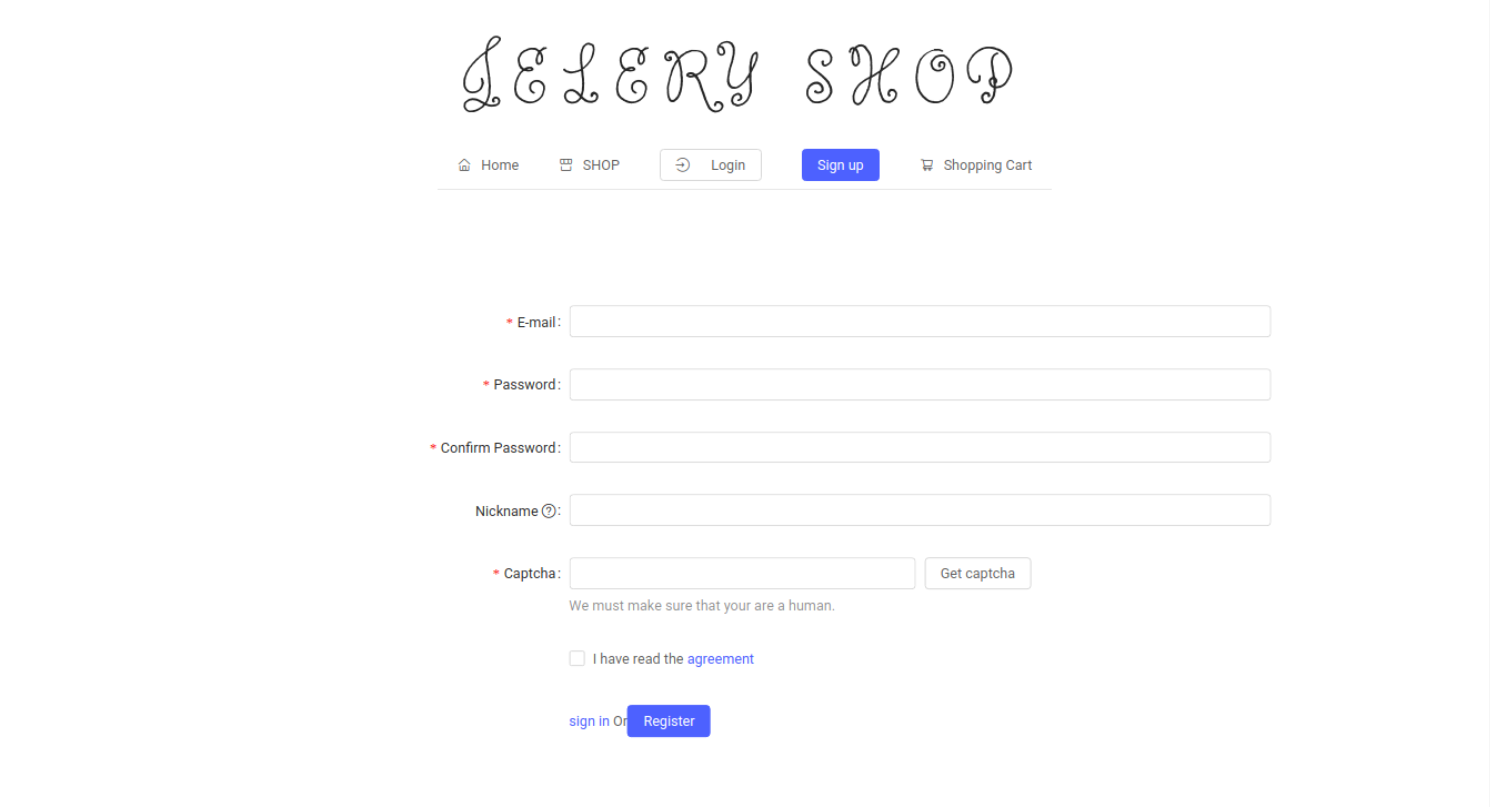 JELERY SHOP
Home SHOP Login Sign up Shopping Cart
* E-mail:
* Password:
* Confirm Password:
Nickname ?:
* Captcha: Get captcha
We must make sure that your are a human.
I have read the agreement
sign in Or Register